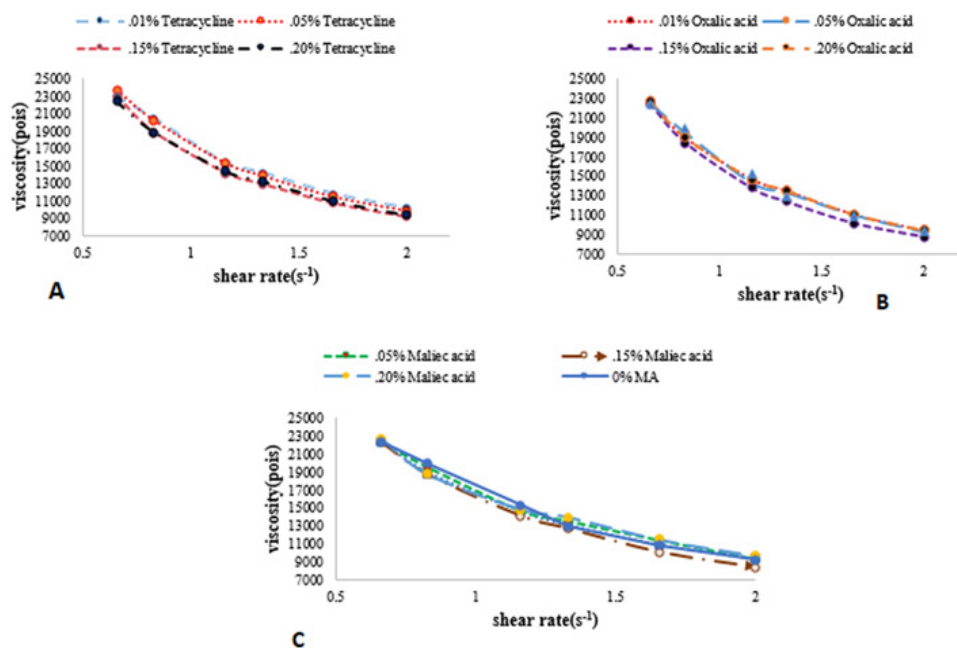 .01% Tetracycline .05% Tetracycline
.15% Tetracycline .20% Tetracycline
25000
23000
21000
19000
17000
15000
13000
11000
9000
7000
viscosity(pois)
0.5 1 1.5 2
shear rate(s-1)
A
.01% Oxalic acid .05% Oxalic acid
.15% Oxalic acid .20% Oxalic acid
25000
23000
21000
19000
17000
15000
13000
11000
9000
7000
viscosity(pois)
0.5 1 1.5 2
shear rate(s-1)
B
.05% Maliec acid .15% Maliec acid
.20% Maliec acid 0% MA
25000
23000
21000
19000
17000
15000
13000
11000
9000
7000
viscosity(pois)
0.5 1 1.5 2
shear rate(s-1)
C